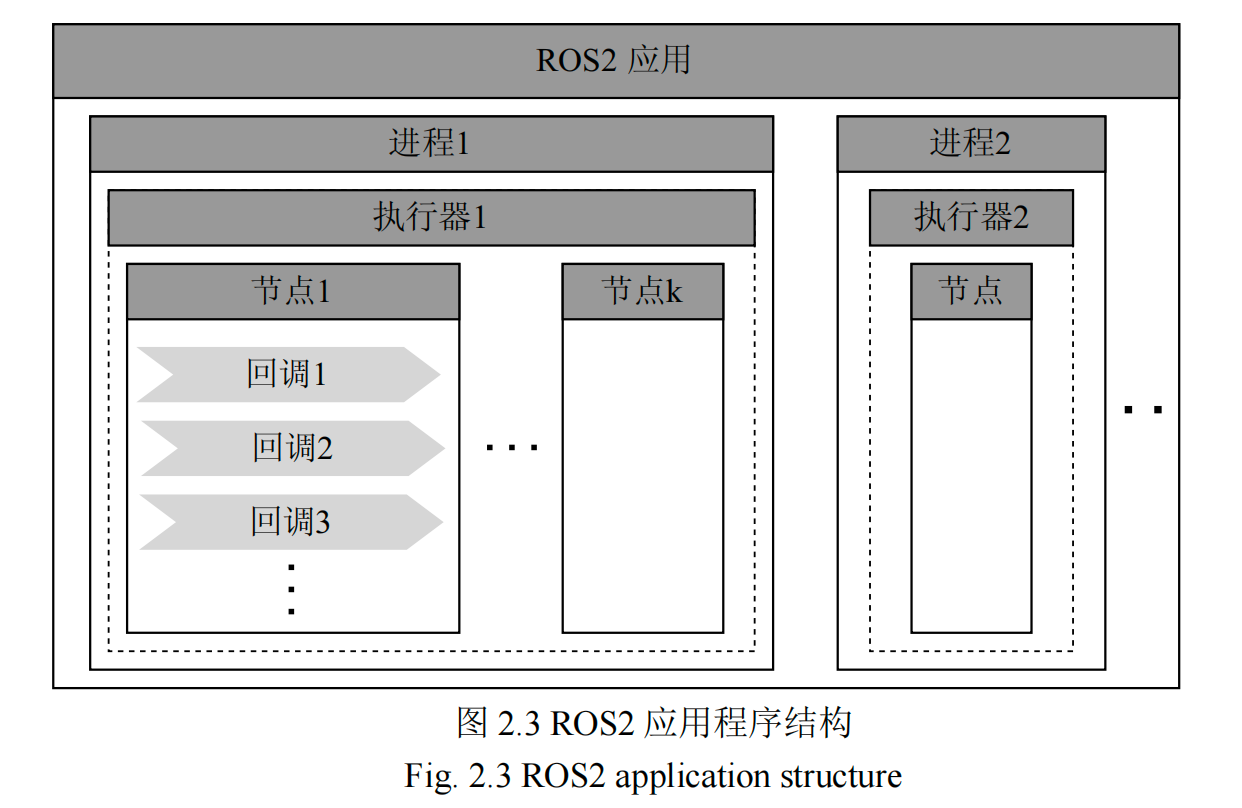 ROS2 应用
进程1
进程2
执行器1
执行器2
节点1
节点k
节点
回调1
回调2
回调3
图 2.3 ROS2 应用程序结构
Fig. 2.3 ROS2 application structure